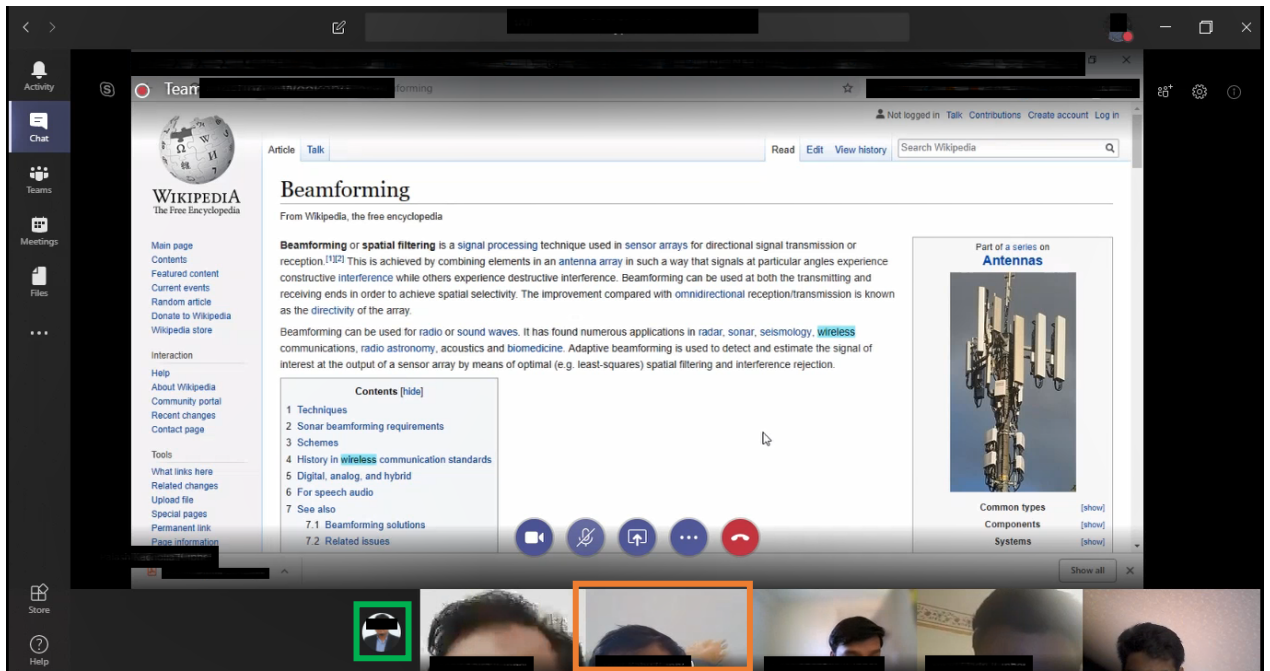 Activity
Chat
Teams
Meetings
Files
Store
Help
Team
forming
Not logged in Talk Contributions Create account Log in
WIKIPEDIA
The Free Encyclopedia
Article Talk
Read Edit View history
Search Wikipedia
Main page
Contents
Featured content
Current events
Random article
Donate to Wikipedia
Wikipedia store
Interaction
Help
About Wikipedia
Community portal
Recent changes
Contact page
Tools
What links here
Related changes
Upload file
Special pages
Permanent link
Page information
Beamforming
From Wikipedia, the free encyclopedia
Beamforming or spatial filtering is a signal processing technique used in sensor arrays for directional signal transmission or
reception.[1][2] This is achieved by combining elements in an antenna array in such a way that signals at particular angles experience
constructive interference while others experience destructive interference. Beamforming can be used at both the transmitting and
receiving ends in order to achieve spatial selectivity. The improvement compared with omnidirectional reception/transmission is known
as the directivity of the array.
Beamforming can be used for radio or sound waves. It has found numerous applications in radar, sonar, seismology, wireless
communications, radio astronomy, acoustics and biomedicine. Adaptive beamforming is used to detect and estimate the signal of
interest at the output of a sensor array by means of optimal (e.g. least-squares) spatial filtering and interference rejection.
Contents [hide]
1 Techniques
2 Sonar beamforming requirements
3 Schemes
4 History in wireless communication standards
5 Digital, analog, and hybrid
6 For speech audio
7 See also
7.1 Beamforming solutions
7.2 Related issues
Part of a series on
Antennas
Common types [show]
Components [show]
Systems [show]
Show all